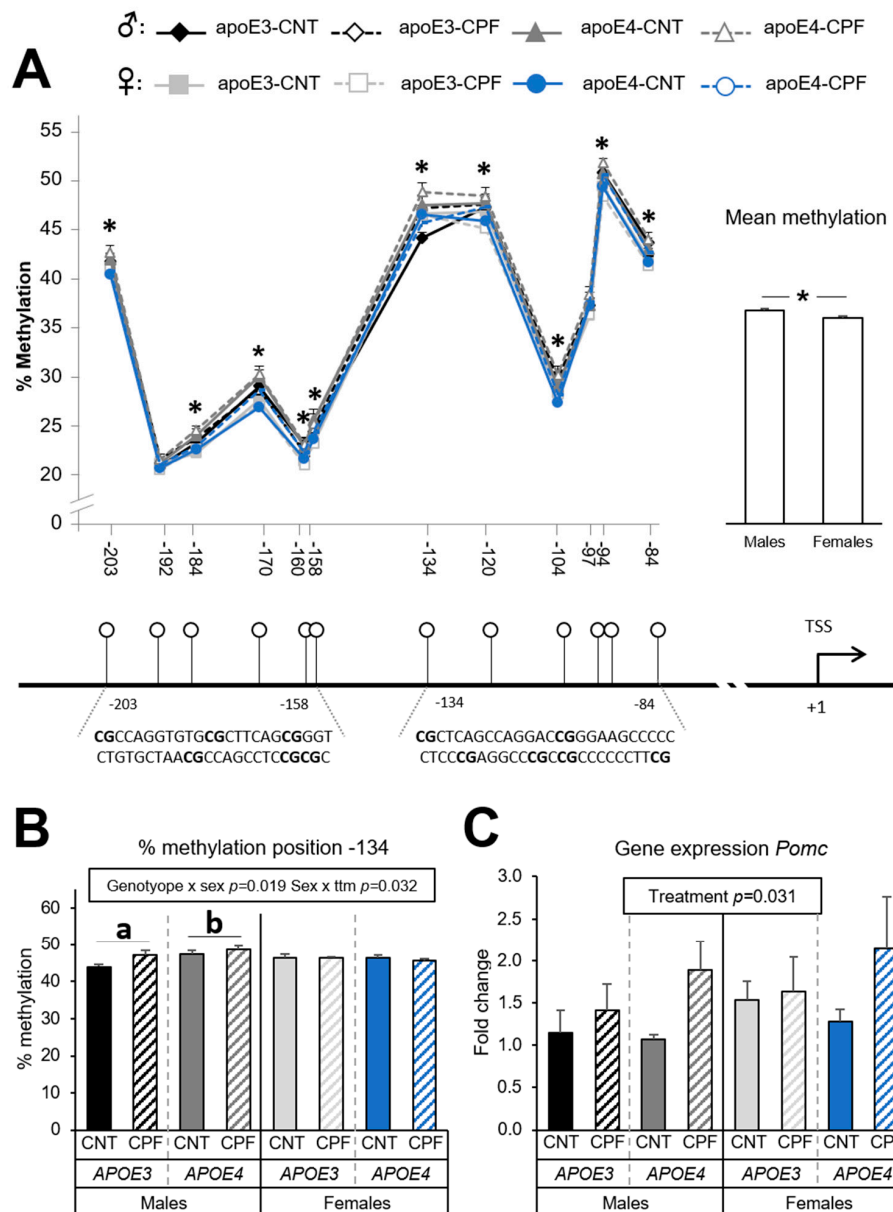 ♂: apoE3-CNT apoE3-CPF apoE4-CNT apoE4-CPF
♀: apoE3-CNT apoE3-CPF apoE4-CNT apoE4-CPF
A
% Methylation
55
50
45
40
35
30
25
20
0
* * * * * * * * * *
-203 -192 -184 -170 -160 -158 -134 -120 -104 -97 -94 -84
Mean methylation
*
Males Females
TSS
-203 -158 -134 -84 +1
CGCCAGGTGTGCGCTTCAGCGGGT CGCTCAGCCAGGACCGGGAAGCCCCC
CTGTGCTAACGCCAGCCTCCGCGC CTCCCGAGGCCCGCCGCCCCCCTTCG
B
% methylation position -134
Genotyope x sex p=0.019 Sex x ttm p=0.032
a b
% methylation
60
50
40
30
20
10
0
CNT CPF CNT CPF CNT CPF CNT CPF
APOE3 APOE4 APOE3 APOE4
Males Females
C
Gene expression Pomc
Treatment p=0.031
Fold change
3.0
2.5
2.0
1.5
1.0
0.5
0.0
CNT CPF CNT CPF CNT CPF CNT CP
APOE3 APOE4 APOE3 APOE4
Males Females